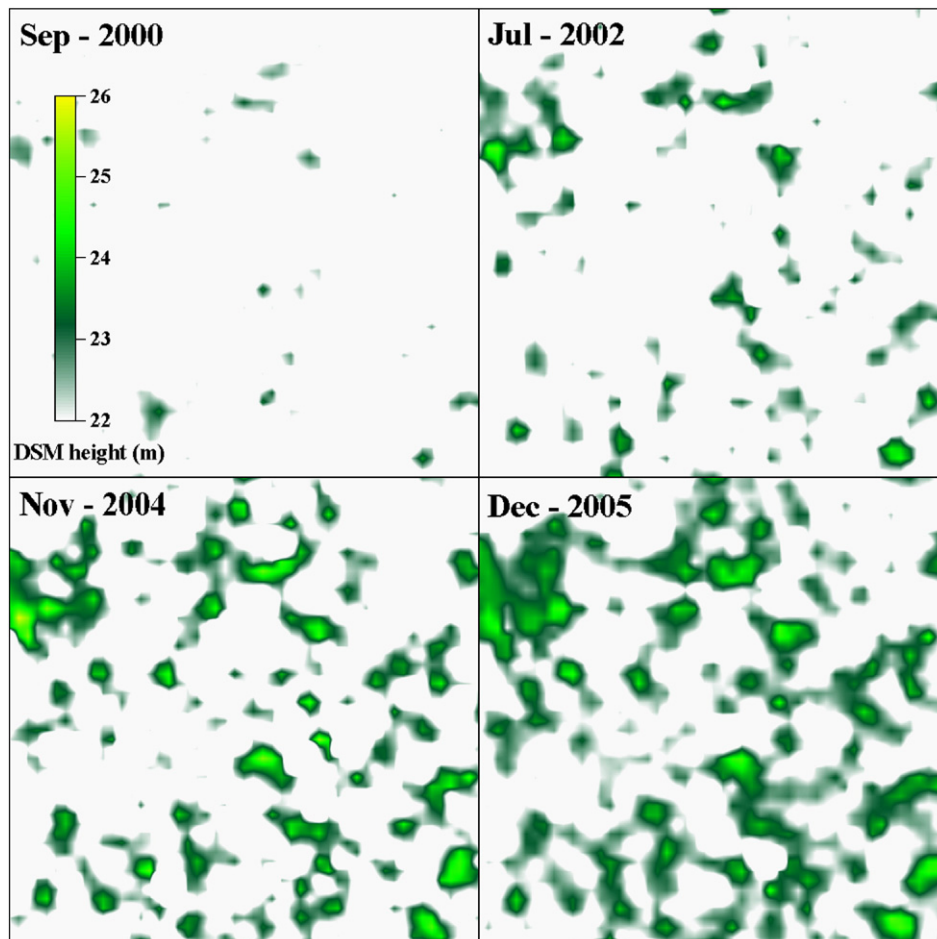 Sep - 2000
Jul - 2002
26
25
24
23
22
DSM height (m)
Nov - 2004
Dec - 2005